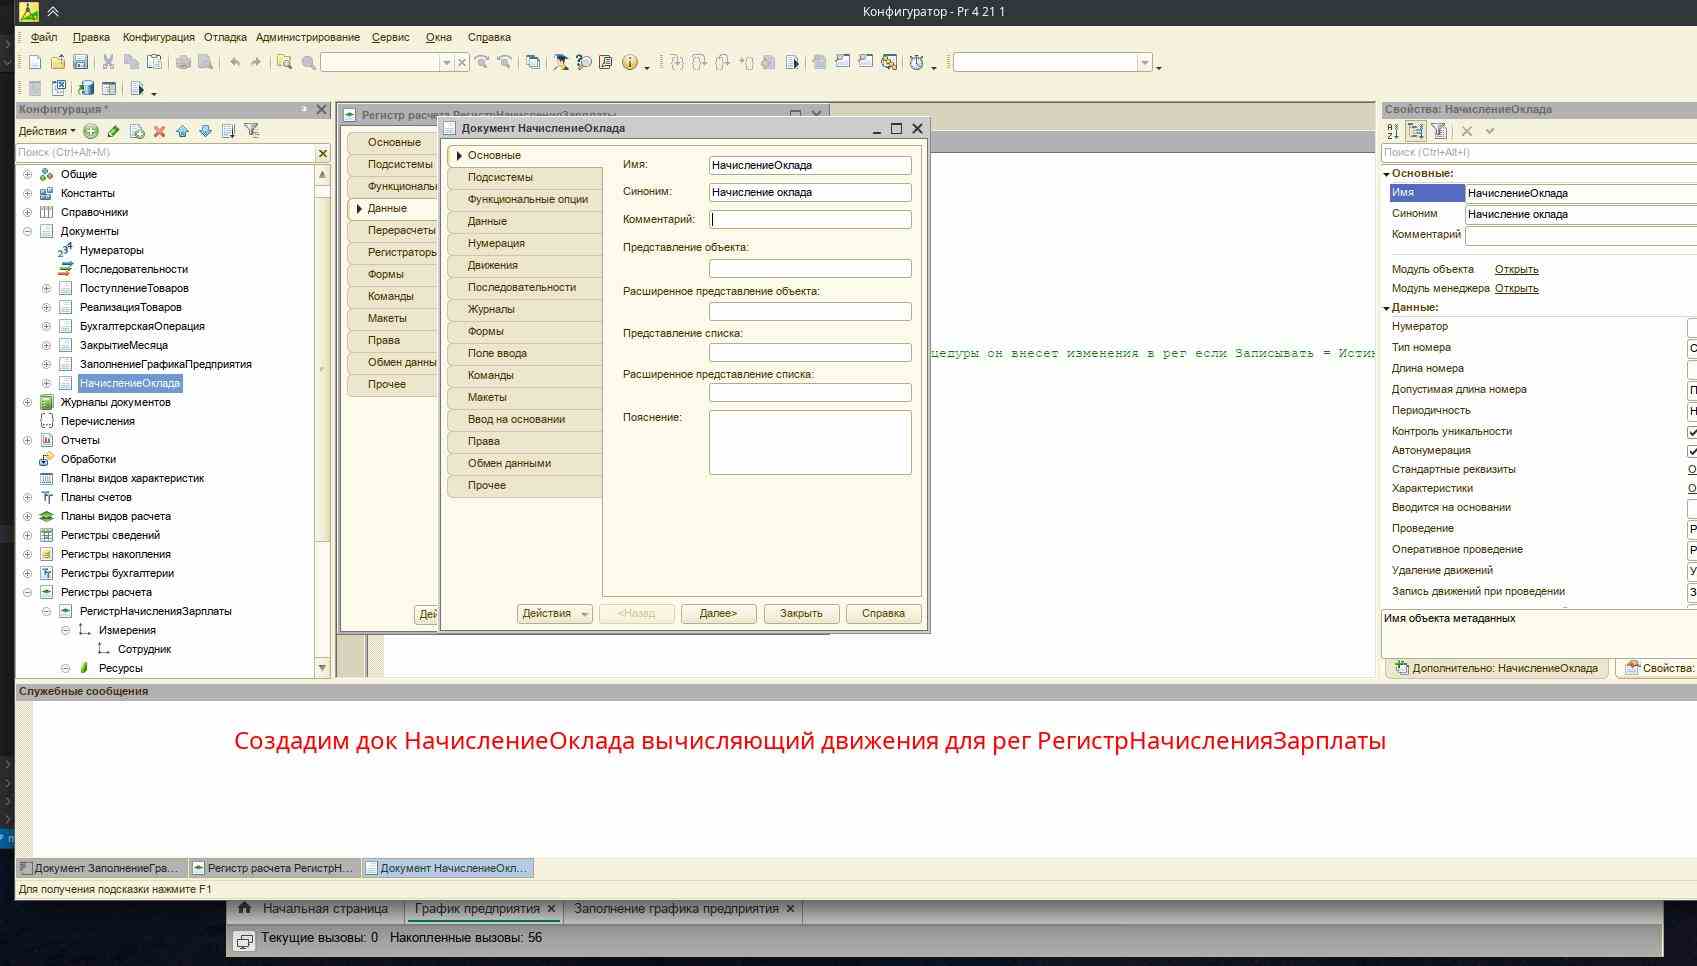 Конфигуратор - Pr 4 21 1
Файл Правка Конфигурация Отладка Администрирование Сервис Окна Справка
Конфигурация *
Действия
Поиск (Ctrl+Alt+M)
Общие
Константы
Справочники
Документы
Нумераторы
Последовательности
ПоступлениеТоваров
РеализацияТоваров
БухгалтерскаяОперация
ЗакрытиеМесяца
ЗаполнениеГрафикаПредприятия
НачислениеОклада
Журналы документов
Перечисления
Отчеты
Обработки
Планы видов характеристик
Планы счетов
Планы видов расчета
Регистры сведений
Регистры накопления
Регистры бухгалтерии
Регистры расчета
РегистрНачисленияЗарплаты
Измерения
Сотрудник
Ресурсы
Регистр расчета РегистрНачисленияЗарплаты
Основные
Подсистемы
Функциональ
Данные
Перерасчеты
Регистраторь
Формы
Команды
Макеты
Права
Обмен данны
Прочее
Дей
Документ НачислениеОклада
Основные
Подсистемы
Функциональные опции
Данные
Нумерация
Движения
Последовательности
Журналы
Формы
Поле ввода
Команды
Макеты
Ввод на основании
Права
Обмен данными
Прочее
Имя: НачислениеОклада
Синоним: Начисление оклада
Комментарий:
Представление объекта:
Расширенное представление объекта:
Представление списка:
Расширенное представление списка:
Пояснение:
Действия <Назад Далее> Закрыть Справка
цедуры он внесет изменения в рег если Записывать = Истин
Свойства: НачислениеОклада
Поиск (Ctrl+Alt+I)
Основные:
Имя НачислениеОклада
Синоним Начисление оклада
Комментарий
Модуль объекта Открыть
Модуль менеджера Открыть
Данные:
Нумератор
Тип номера С
Длина номера
Допустимая длина номера П
Периодичность Н
Контроль уникальности
Автонумерация
Стандартные реквизиты О
Характеристики О
Вводится на основании
Проведение Р
Оперативное проведение Р
Удаление движений У
Запись движений при проведении З
Имя объекта метаданных
Дополнительно: НачислениеОклада Свойства:
Служебные сообщения
Создадим док НачислениеОклада вычисляющий движения для рег РегистрНачисленияЗарплаты
Документ ЗаполнениеГра... Регистр расчета РегистрН... Документ НачислениеОкл...
Для получения подсказки нажмите F1
Начальная страница График предприятия Заполнение графика предприятия
Текущие вызовы: 0 Накопленные вызовы: 56